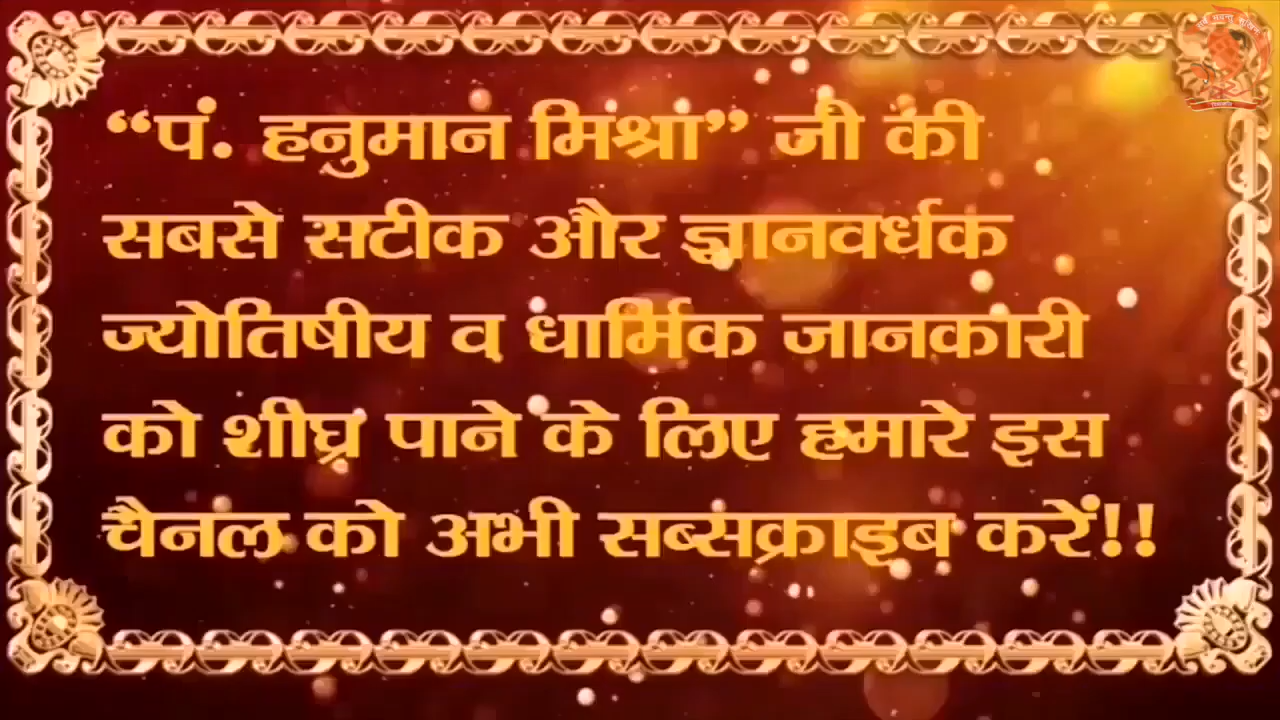 “पं. हनुमान मिश्रा” जी की
सबसे सटीक और ज्ञानवर्धक
ज्योतिषीय व धार्मिक जानकारी
को शीघ्र पाने के लिए हमारे इस
चैनल को अभी सब्सक्राइब करें!!